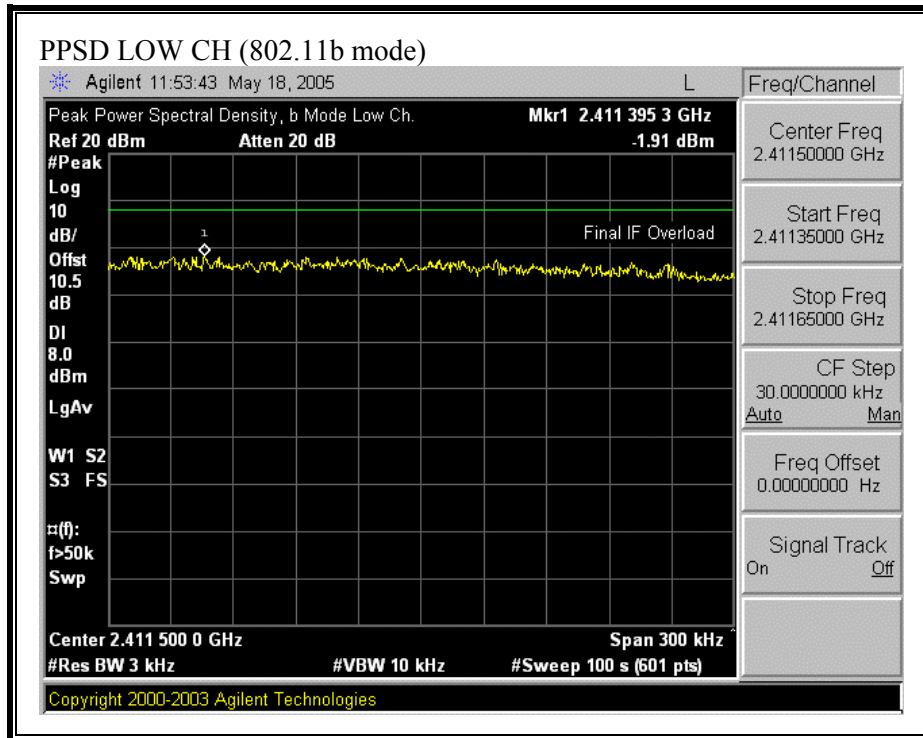 PPSD LOW CH (802.11b mode)
Agilent 11:53:43 May 18, 2005 L
Freq/Channel
Peak Power Spectral Density, b Mode Low Ch. Mkr1 2.411 395 3 GHz
Ref 20 dBm Atten 20 dB -1.91 dBm
#Peak
Log
10
dB/
Offst
10.5
dB
DI
8.0
dBm
LgAv
W1 S2
S3 FS
¤(f):
f>50k
Swp
1
Final IF Overload
Center 2.411 500 0 GHz Span 300 kHz ^
#Res BW 3 kHz #VBW 10 kHz #Sweep 100 s (601 pts)
Copyright 2000-2003 Agilent Technologies
Center Freq
2.41150000 GHz
Start Freq
2.41135000 GHz
Stop Freq
2.41165000 GHz
CF Step
30.0000000 kHz
Auto Man
Freq Offset
0.00000000 Hz
Signal Track
On Off